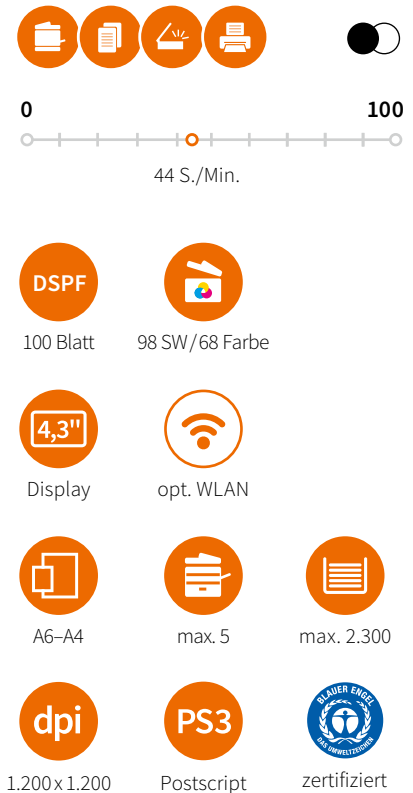 0 100
44 S./Min.
DSPF
100 Blatt 98 SW/68 Farbe
4,3"
Display opt. WLAN
A6–A4 max. 5 max. 2.300
dpi PS3 BLAUER ENGEL
DAS UMWELTZEICHEN
1.200 x 1.200 Postscript zertifiziert